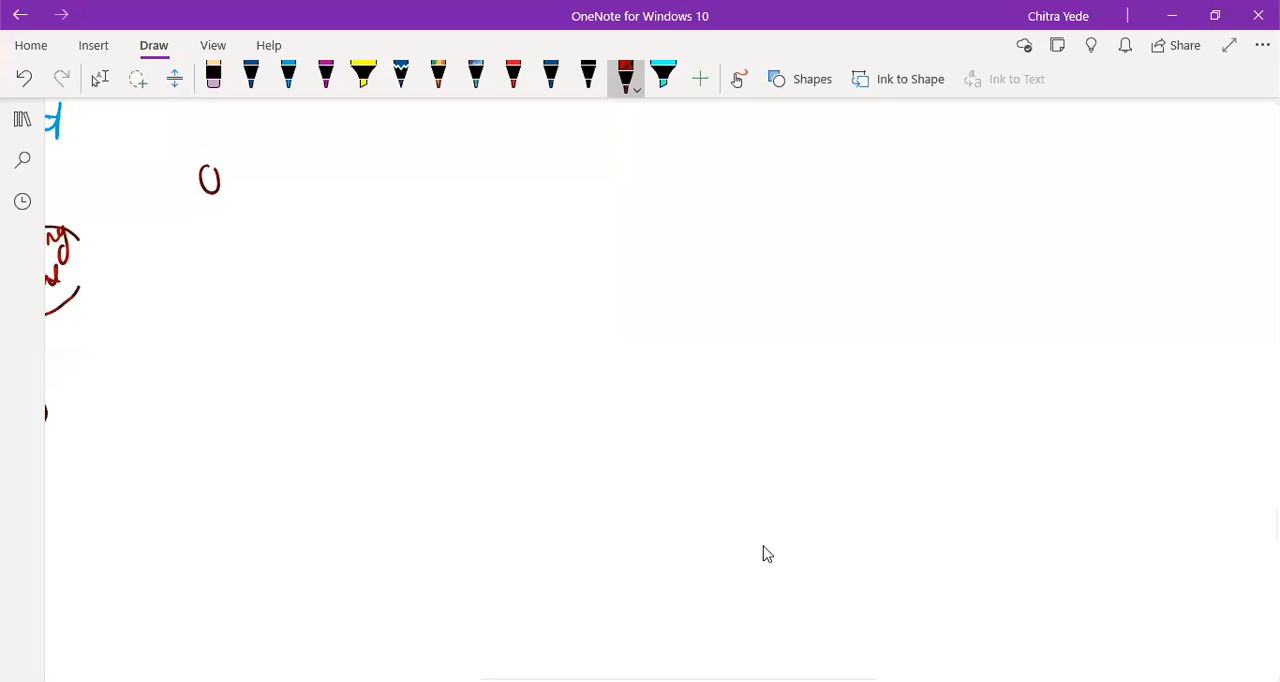 OneNote for Windows 10
Chitra Yede
Home Insert Draw View Help
Share
Shapes Ink to Shape Ink to Text
d
0
ng